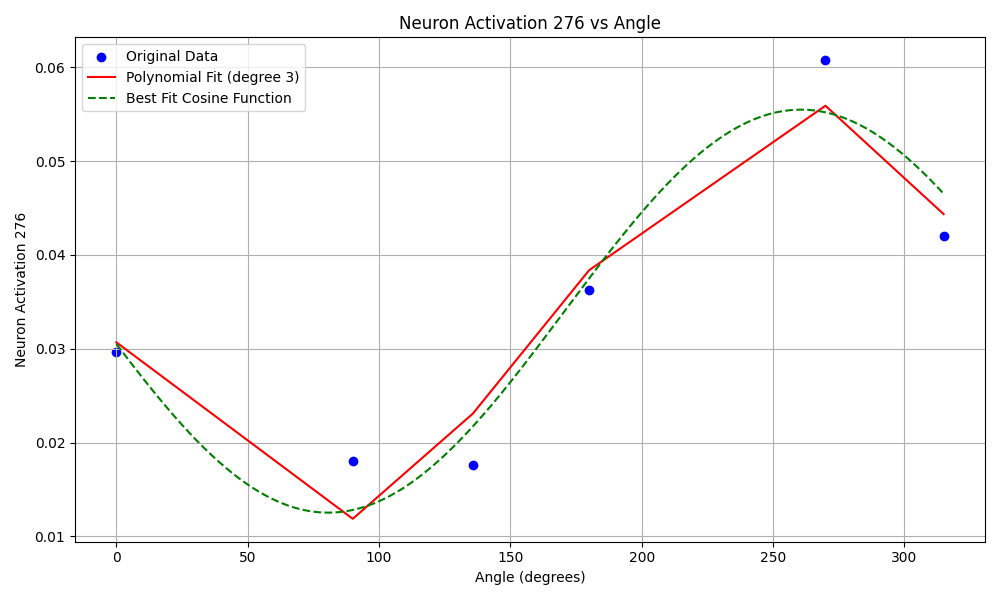 Neuron Activation 276 vs Angle
Original Data
Polynomial Fit (degree 3)
Best Fit Cosine Function
0.06
0.05
0.04
0.03
0.02
0.01
Neuron Activation 276
0 50 100 150 200 250 300
Angle (degrees)